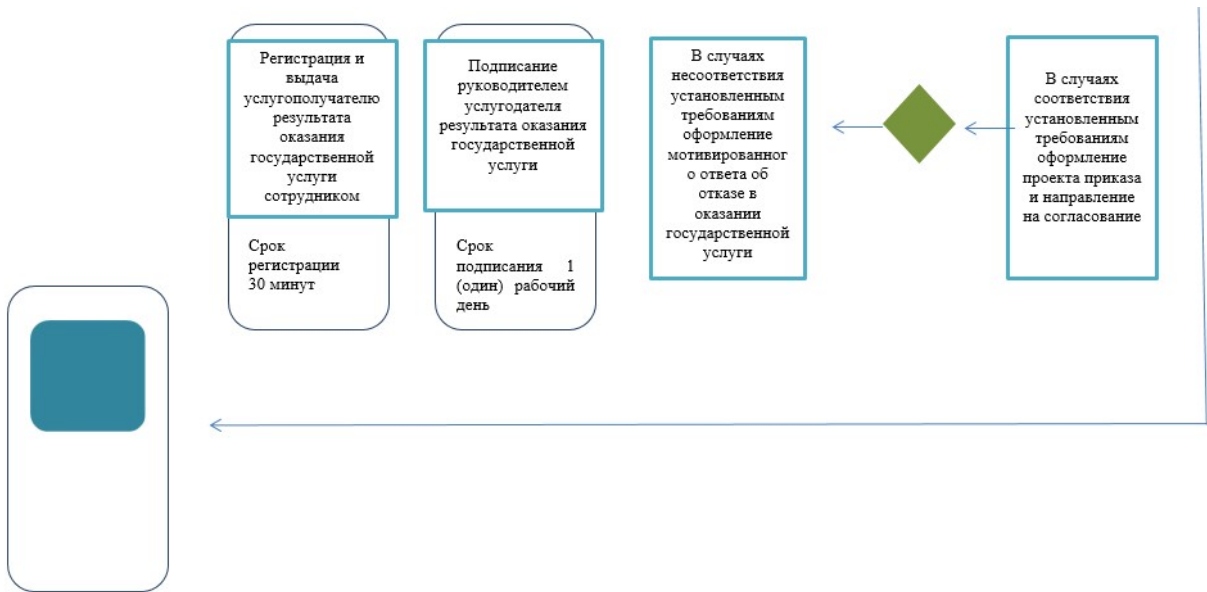 Регистрация и
выдача
услугополучателю
результата
оказания
государственной
услуги
сотрудником
Срок
регистрации
30 минут
Подписание
руководителем
услугодателя
результата оказания
государственной
услуги
Срок
подписания 1
(один) рабочий
день
В случаях
несоответствия
установленным
требованиям
оформление
мотивированног
о ответа об
отказе в
оказании
государственной
услуги
В случаях
соответствия
установленным
требованиям
оформление
проекта приказа
и направление
на согласование